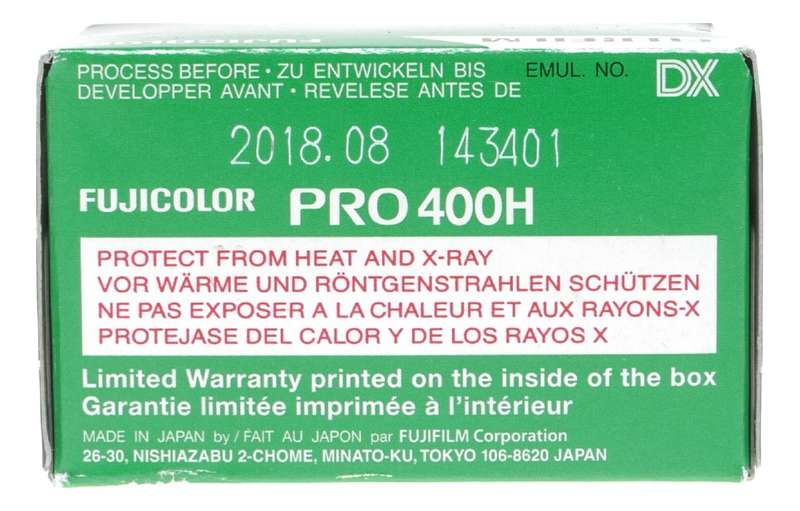 FUJICOLOR
PROCESS BEFORE • ZU ENTWICKELN BIS EMUL. NO. DX
DEVELOPPER AVANT • REVELESE ANTES DE
2018.08 143401
FUJICOLOR PRO 400H
PROTECT FROM HEAT AND X-RAY
VOR WÄRME UND RÖNTGENSTRAHLEN SCHÜTZEN
NE PAS EXPOSER A LA CHALEUR ET AUX RAYONS-X
PROTEJASE DEL CALOR Y DE LOS RAYOS X
Limited Warranty printed on the inside of the box
Garantie limitée imprimée à l'intérieur
MADE IN JAPAN by / FAIT AU JAPON par FUJIFILM Corporation
26-30, NISHIAZABU 2-CHOME, MINATO-KU, TOKYO 106-8620 JAPAN